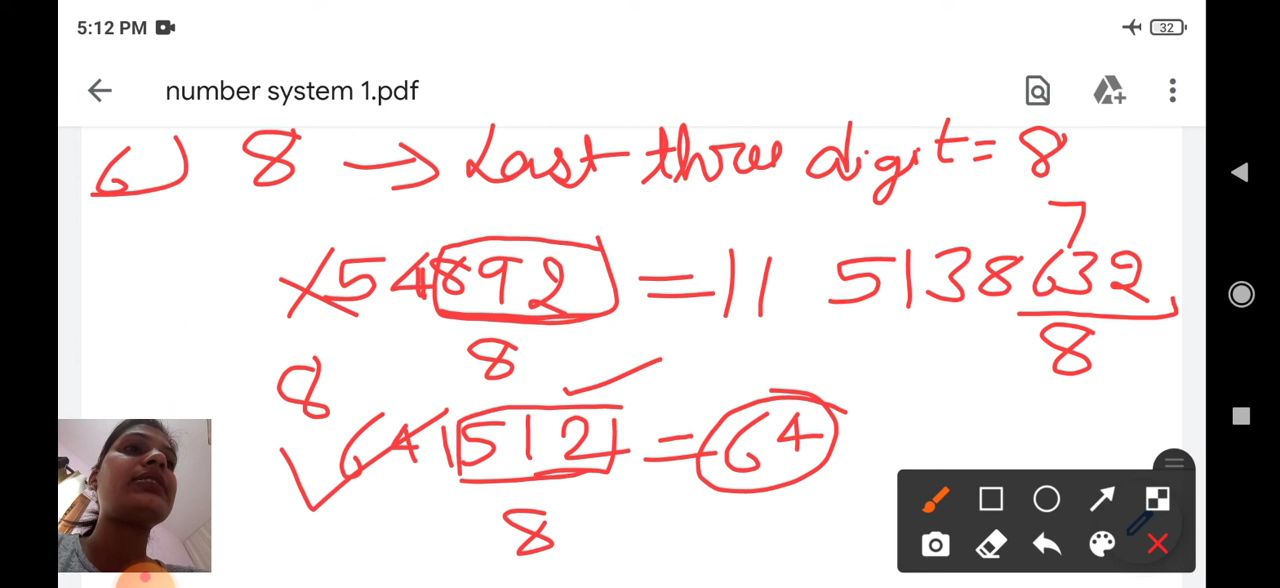 5:12 PM 32
number system 1.pdf
6) 8 → Last three digit = 8
7
54892 = 11 5138632
8 8
8
641512 = 64
8